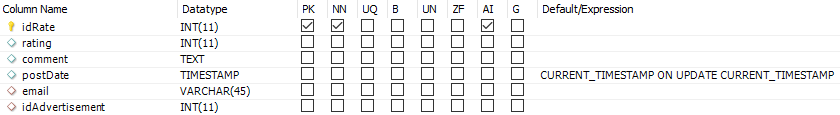 Column Name Datatype PK NN UQ B UN ZF AI G Default/Expression
idRate INT(11)
rating INT(11)
comment TEXT
postDate TIMESTAMP CURRENT_TIMESTAMP ON UPDATE CURRENT_TIMESTAMP
email VARCHAR(45)
idAdvertisement INT(11)